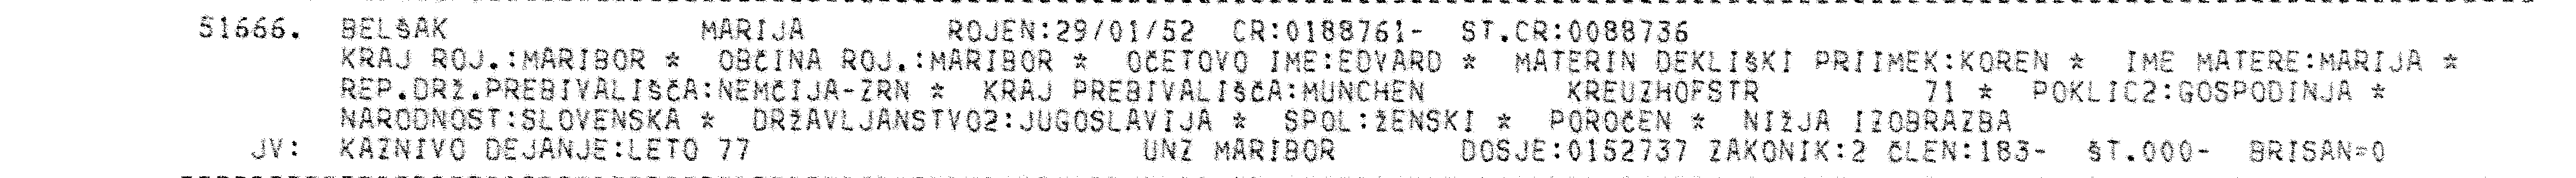 51666. BELŠAK MARIJA ROJEN:29/01/52 CR:0188761- ST.CR:0088736
KRAJ ROJ.:MARIBOR * OBČINA ROJ.:MARIBOR * OČETOVO IME:EDVARD * MATERIN DEKLIŠKI PRIIMEK:KOREN * IME MATERE:MARIJA *
REP.DRŽ.PREBIVALIŠČA:NEMČIJA-ZRN * KRAJ PREBIVALIŠČA:MUNCHEN KREUZHOFSTR 71 * POKLIC2:GOSPODINJA *
NARODNOST:SLOVENSKA * DRŽAVLJANSTVO2:JUGOSLAVIJA * SPOL:ŽENSKI * POROČEN * NIŽJA IZOBRAZBA
JV: KAZNIVO DEJANJE:LETO 77 UNZ MARIBOR DOSJE:0152737 ZAKONIK:2 ČLEN:183- ŠT.000- BRISAN=0